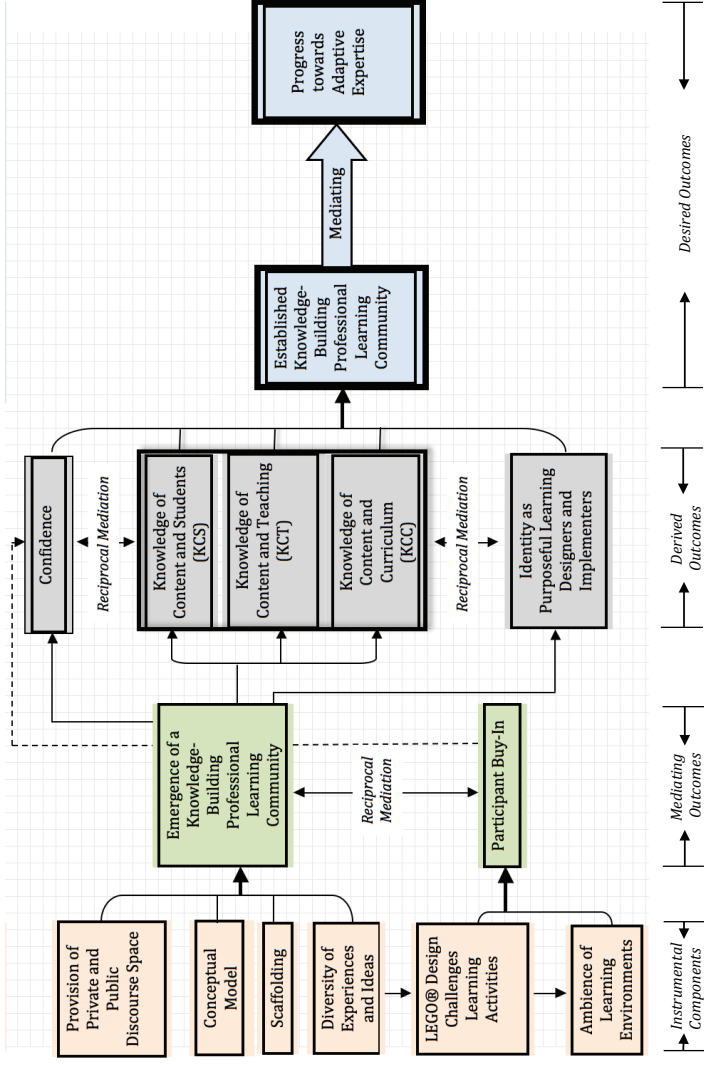 Provision of
Private and
Public
Discourse Space
Conceptual
Model
Scaffolding
Diversity of
Experiences
and Ideas
LEGO® Design
Challenges
Learning
Activities
Ambience of
Learning
Environments
Instrumental
Components
Emergence of a
Knowledge-
Building
Professional
Learning
Community
Reciprocal
Mediation
Participant Buy-In
Mediating
Outcomes
Confidence
Reciprocal Mediation
Knowledge of
Content and Students
(KCS)
Knowledge of
Content and Teaching
(KCT)
Knowledge of
Content and
Curriculum
(KCC)
Reciprocal Mediation
Identity as
Purposeful Learning
Designers and
Implementers
Derived
Outcomes
Established
Knowledge-
Building
Professional
Learning
Community
Mediating
Progress
towards
Adaptive
Expertise
Desired Outcomes